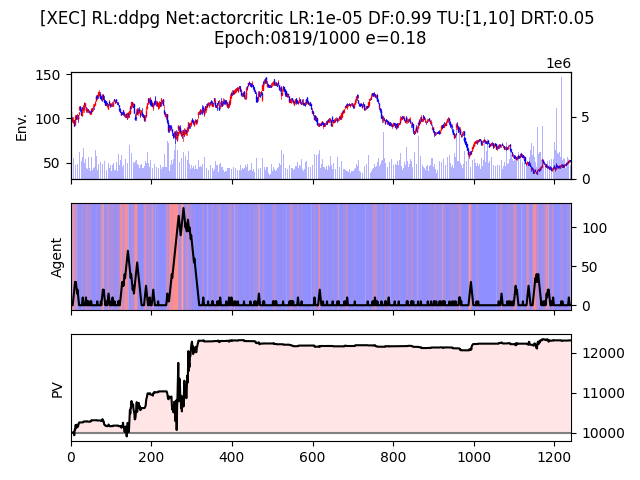 [XEC] RL:ddpg Net:actorcritic LR:1e-05 DF:0.99 TU:[1,10] DRT:0.05
Epoch:0819/1000 e=0.18
1e6
150
100
50
Env.
5
0
Agent
100
50
0
PV
12000
11000
10000
0 200 400 600 800 1000 1200